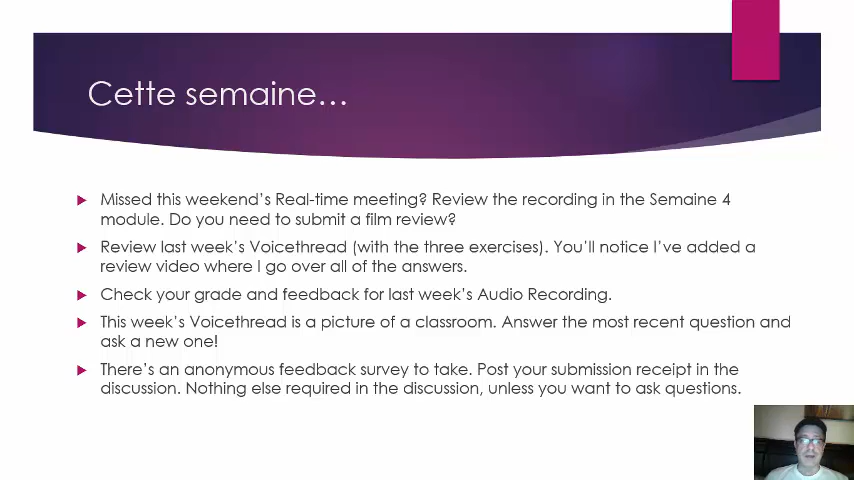 Cette semaine…
Missed this weekend's Real-time meeting? Review the recording in the Semaine 4
module. Do you need to submit a film review?
Review last week's Voicethread (with the three exercises). You'll notice I've added a
review video where I go over all of the answers.
Check your grade and feedback for last week's Audio Recording.
This week's Voicethread is a picture of a classroom. Answer the most recent question and
ask a new one!
There's an anonymous feedback survey to take. Post your submission receipt in the
discussion. Nothing else required in the discussion, unless you want to ask questions.